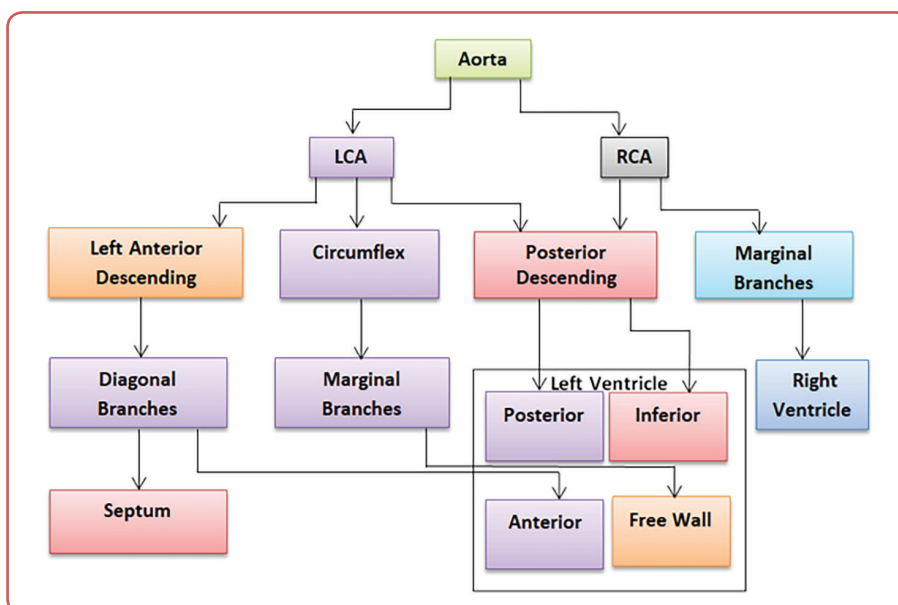 Aorta
LCA
RCA
Left Anterior
Descending
Circumflex
Posterior
Descending
Marginal
Branches
Diagonal
Branches
Marginal
Branches
Left Ventricle
Posterior
Inferior
Right
Ventricle
Septum
Anterior
Free Wall